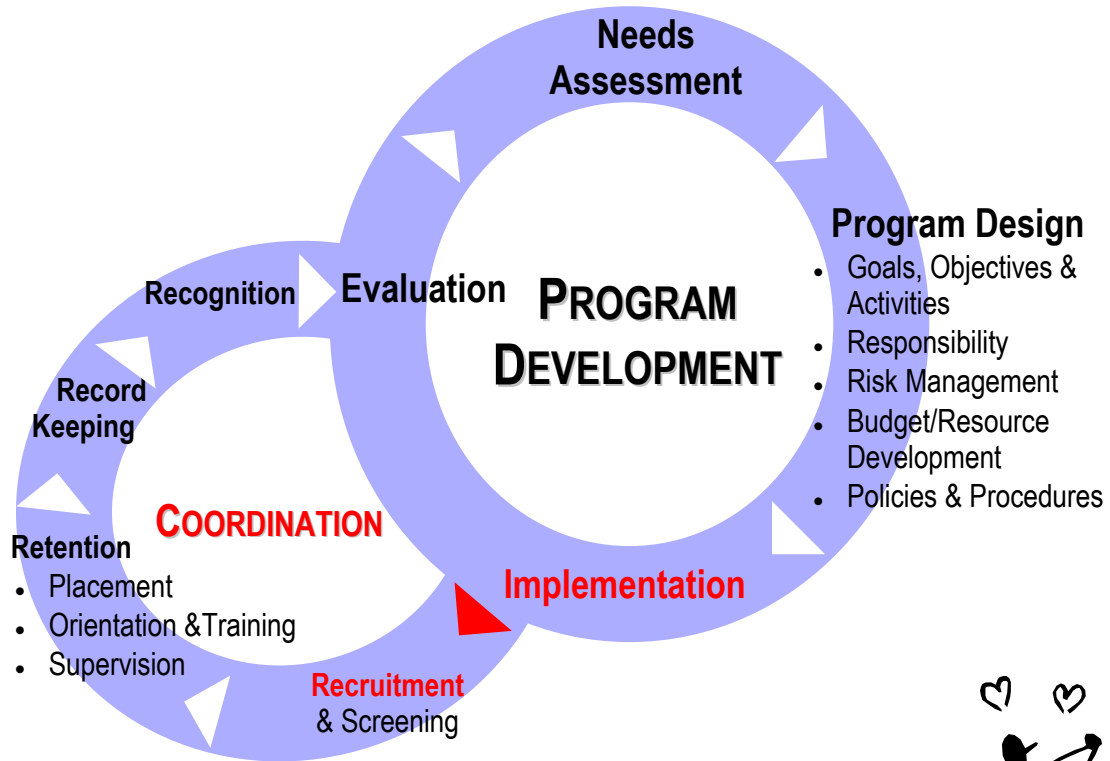 Needs
Assessment
Program Design
• Goals, Objectives &
Activities
• Responsibility
• Risk Management
• Budget/Resource
Development
• Policies & Procedures
PROGRAM
DEVELOPMENT
Implementation
Evaluation
Recognition
Record
Keeping
COORDINATION
Retention
• Placement
• Orientation &Training
• Supervision
Recruitment
& Screening